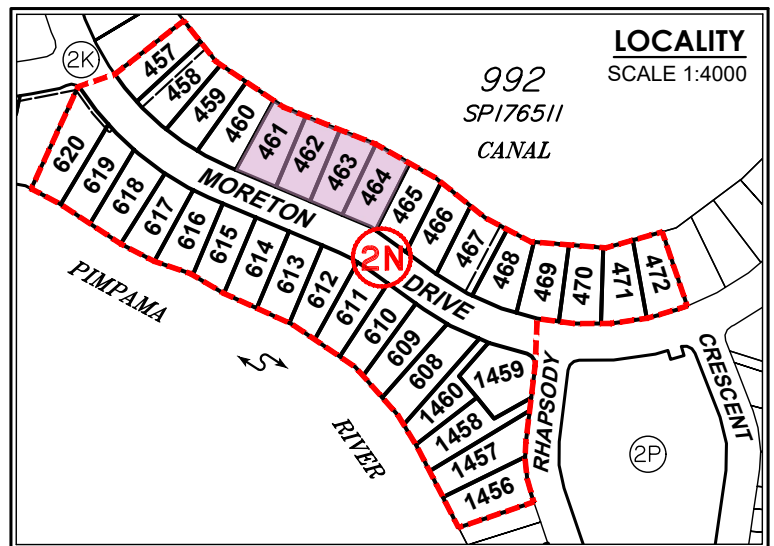 LOCALITY
SCALE 1:4000
2K
992
SP176511
CANAL
457
458
459
460
461
462
463
464
465
466
467
468
469
470
471
472
MORETON
DRIVE
2N
620
619
618
617
616
615
614
613
612
611
610
609
608
1460
1459
1458
1457
1456
PIMPAMA
RIVER
RHAPSODY
CRESCENT
2P